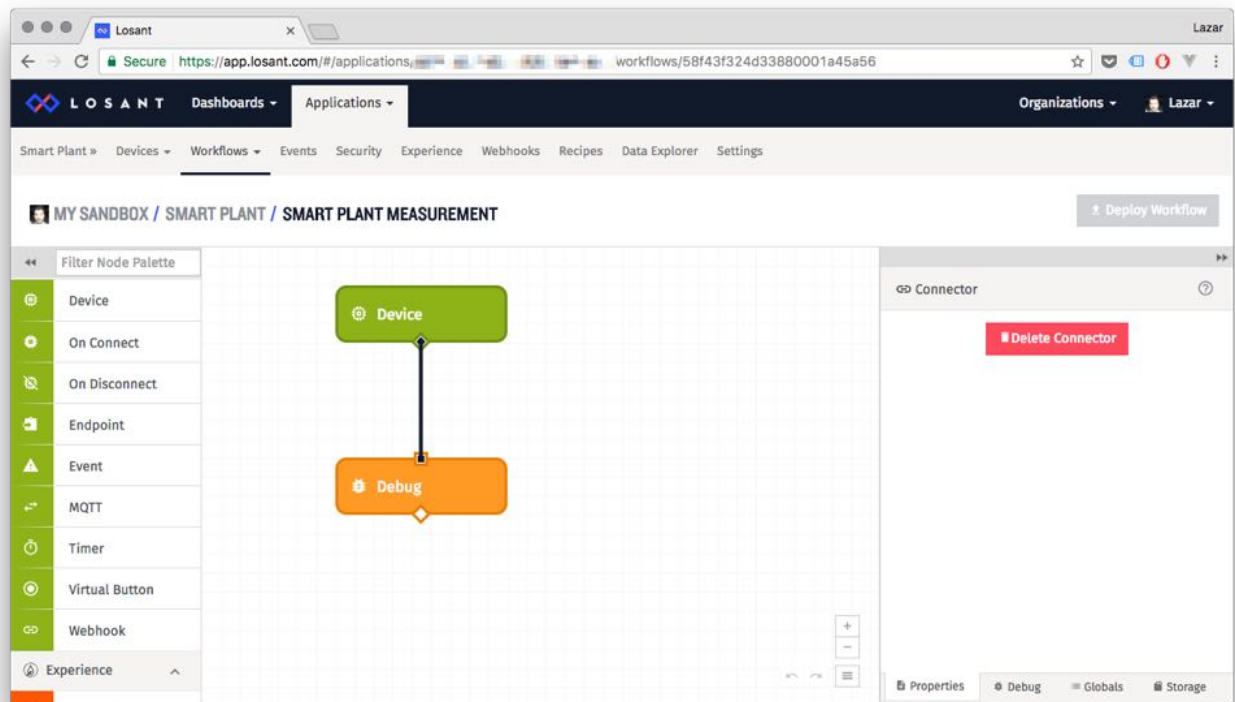 Losant
Lazar
Secure https://app.losant.com/#/applications/ workflows/58f43f324d33880001a45a56
LOSANT Dashboards Applications Organizations Lazar
Smart Plant » Devices Workflows Events Security Experience Webhooks Recipes Data Explorer Settings
MY SANDBOX / SMART PLANT / SMART PLANT MEASUREMENT
Deploy Workflow
Filter Node Palette
Device
On Connect
On Disconnect
Endpoint
Event
MQTT
Timer
Virtual Button
Webhook
Experience
Device
Debug
Connector
Delete Connector
Properties Debug Globals Storage